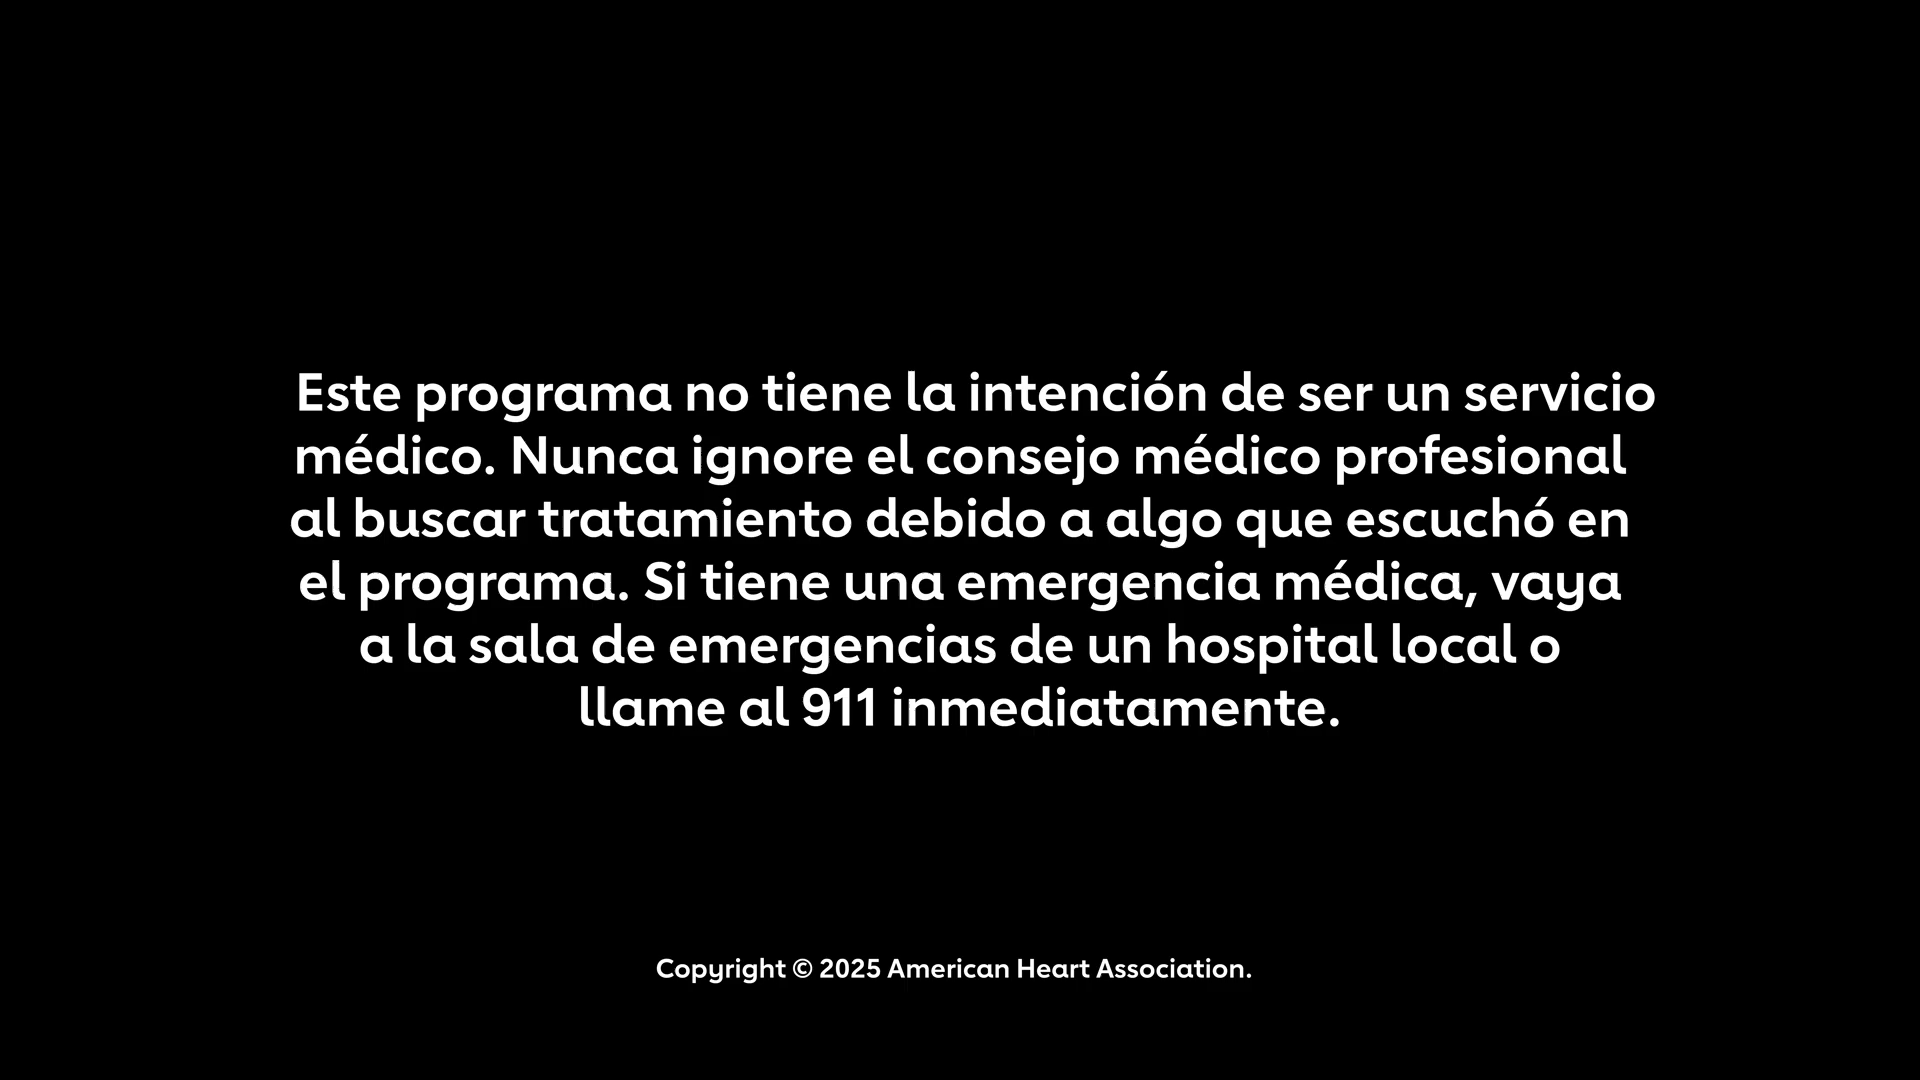 Este programa no tiene la intención de ser un servicio
médico. Nunca ignore el consejo médico profesional
al buscar tratamiento debido a algo que escuchó en
el programa. Si tiene una emergencia médica, vaya
a la sala de emergencias de un hospital local o
llame al 911 inmediatamente.
Copyright © 2025 American Heart Association.